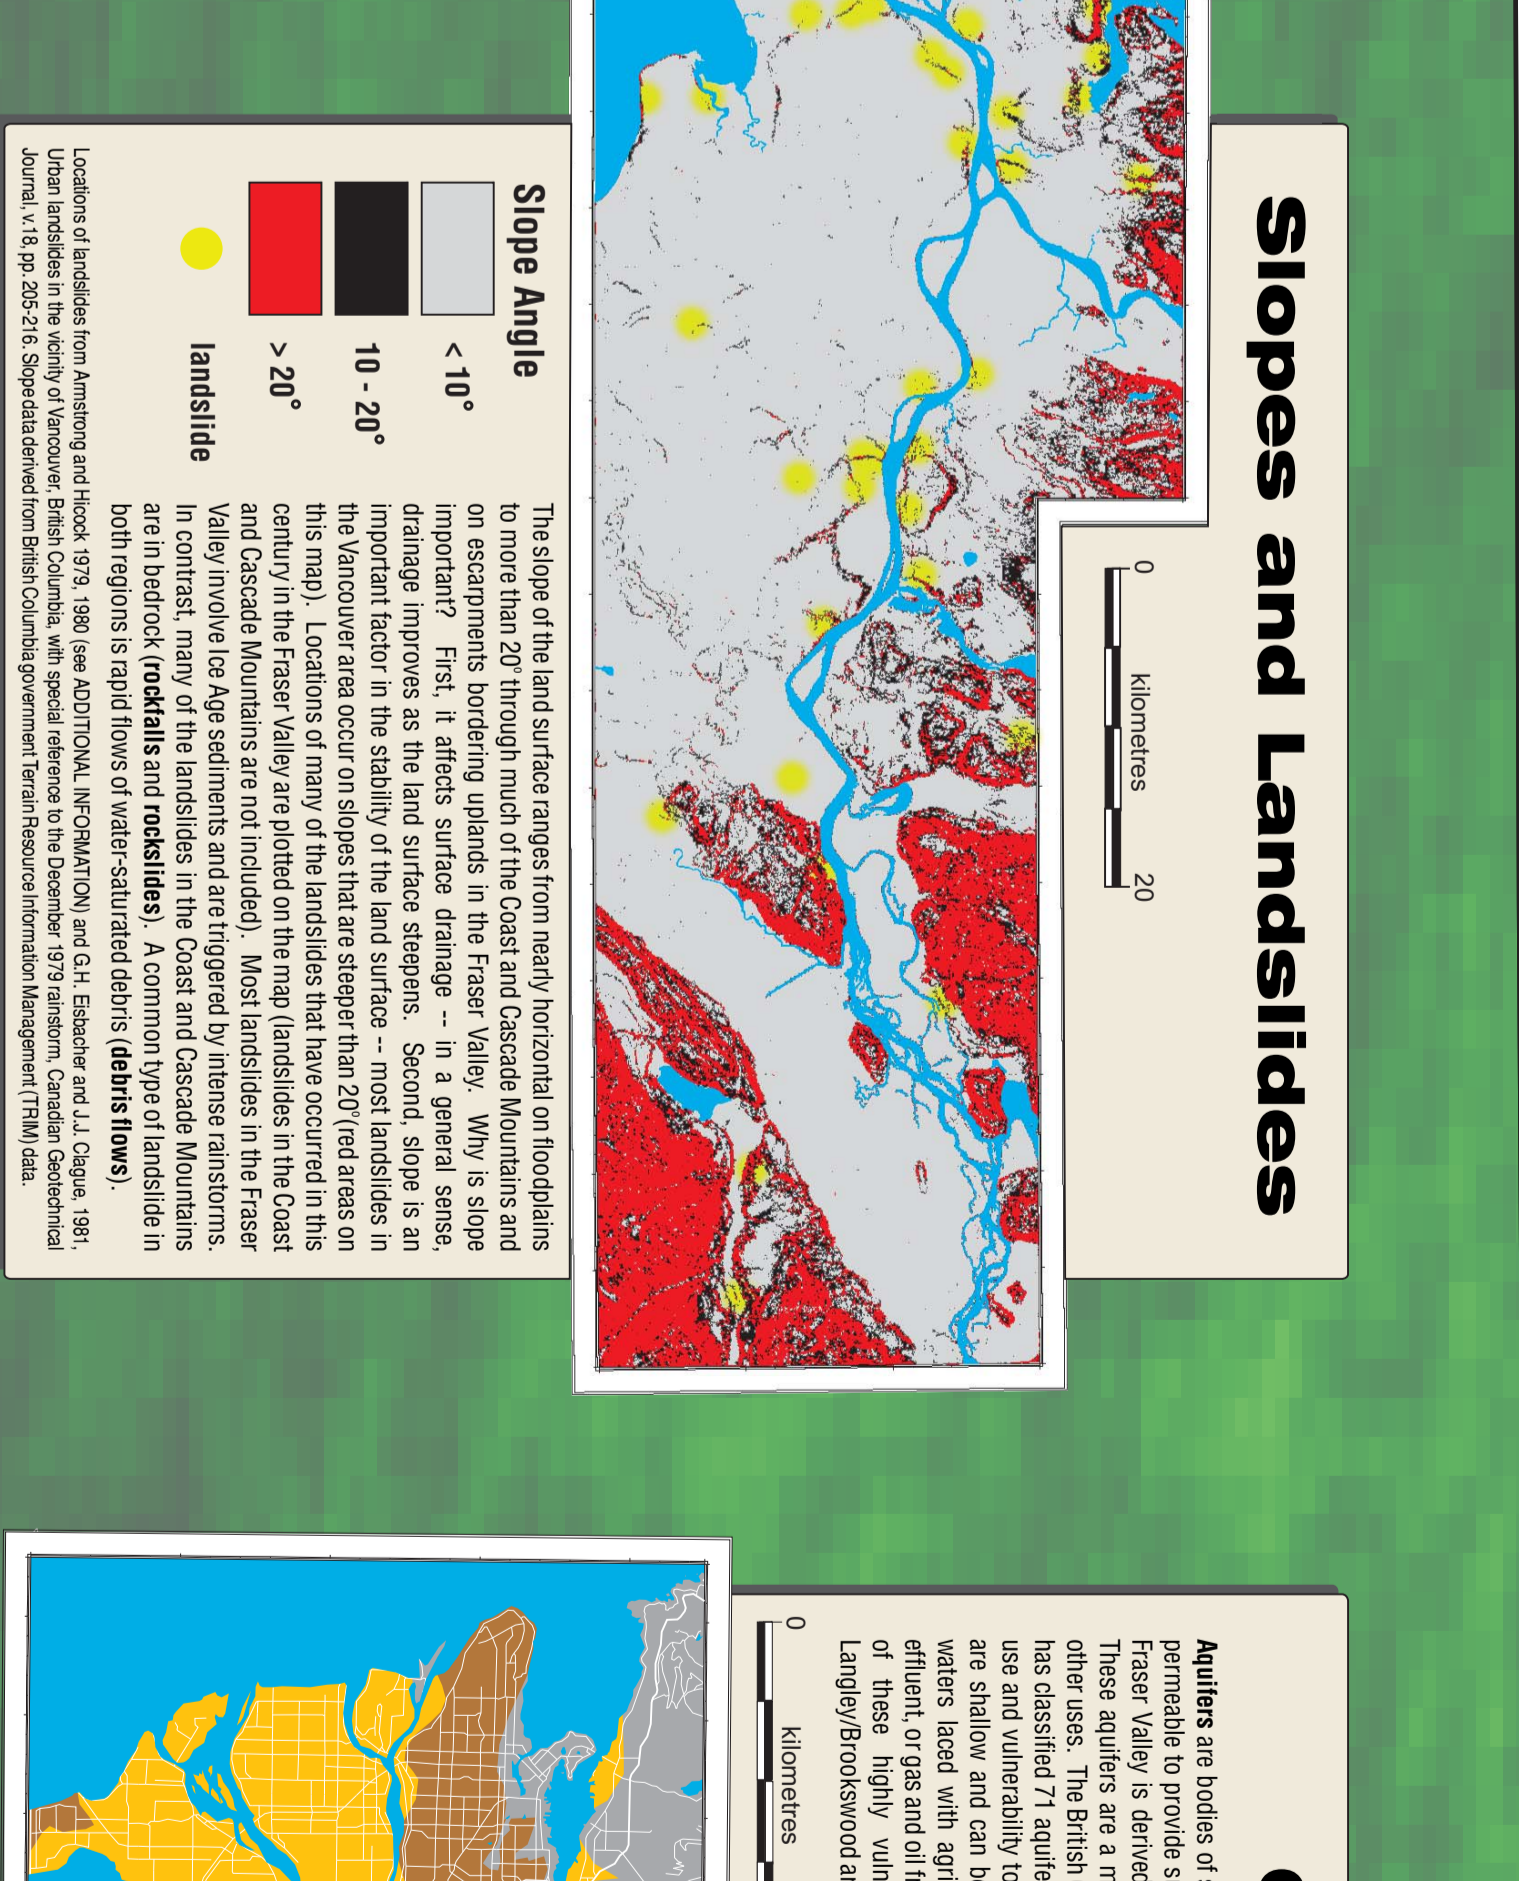 Slopes and Landslides
0 20
kilometres
Slope Angle
< 10°
10 - 20°
> 20°
landslide
The slope of the land surface ranges from nearly horizontal on floodplains
to more than 20° through much of the Coast and Cascade Mountains and
on escarpments bordering uplands in the Fraser Valley. Why is slope
important? First, it affects surface drainage -- in a general sense,
drainage improves as the land surface steepens. Second, slope is an
important factor in the stability of the land surface -- most landslides in
the Vancouver area occur on slopes that are steeper than 20° (red areas on
this map). Locations of many of the landslides that have occurred in this
century in the Fraser Valley are plotted on the map (landslides in the Coast
and Cascade Mountains are not included). Most landslides in the Fraser
Valley involve Ice Age sediments and are triggered by intense rainstorms.
In contrast, many of the landslides in the Coast and Cascade Mountains
are in bedrock (rockfalls and rockslides). A common type of landslide in
both regions is rapid flows of water-saturated debris (debris flows).
Locations of landslides from Armstrong and Hicock 1979, 1980 (see ADDITIONAL INFORMATION) and G.H. Eisbacher and J.J. Clague, 1981,
Urban landslides in the vicinity of Vancouver, British Columbia, with special reference to the December 1979 rainstorm, Canadian Geotechnical
Journal, v.18, pp. 205-216. Slope data derived from British Columbia government Terrain Resource Information Management (TRIM) data.
Aquifers are bodies of
permeable to provide
Fraser Valley is derived
These aquifers are a
other uses. The British
has classified 71
use and vulnerability to
are shallow and can
waters laced with
effluent, or gas and oil
of these highly
Langley/Brookswood
0
kilometres